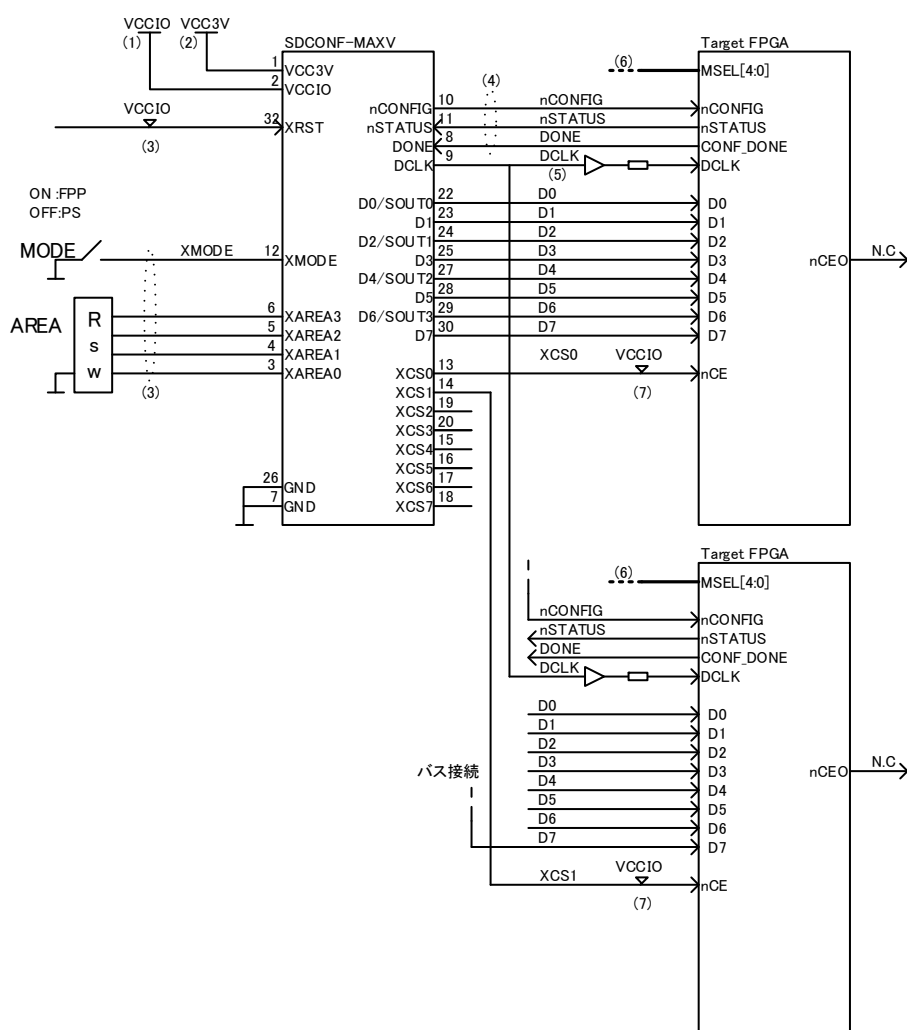 VCCIO VCC3V
(1) (2)
SDCONF-MAXV
1 VCC3V
2 VCCIO
VCCIO
32 XRST
(3)
ON :FPP
OFF:PS
MODE
XMODE
12 XMODE
AREA
R
s
w
6 XAREA3
5 XAREA2
4 XAREA1
3 XAREA0
(3)
26 GND
7 GND
nCONFIG 10
nSTATUS 11
DONE 8
DCLK 9
D0/SOUT0 22
D1 23
D2/SOUT1 24
D3 25
D4/SOUT2 27
D5 28
D6/SOUT3 29
D7 30
XCS0 13
XCS1 14
XCS2 19
XCS3 20
XCS4 15
XCS5 16
XCS6 17
XCS7 18
(4)
nCONFIG
nSTATUS
DONE
DCLK
(5)
D0
D1
D2
D3
D4
D5
D6
D7
XCS0
VCCIO
(7)
Target FPGA
(6)
MSEL[4:0]
nCONFIG
nSTATUS
CONF_DONE
DCLK
D0
D1
D2
D3
D4
D5
D6
D7
nCE
nCEO
N.C
Target FPGA
(6)
MSEL[4:0]
nCONFIG
nSTATUS
DONE
DCLK
nCONFIG
nSTATUS
CONF_DONE
DCLK
D0
D1
D2
D3
D4
D5
D6
D7
バス接続
D0
D1
D2
D3
D4
D5
D6
D7
nCEO
N.C
XCS1
VCCIO
(7)
nCE